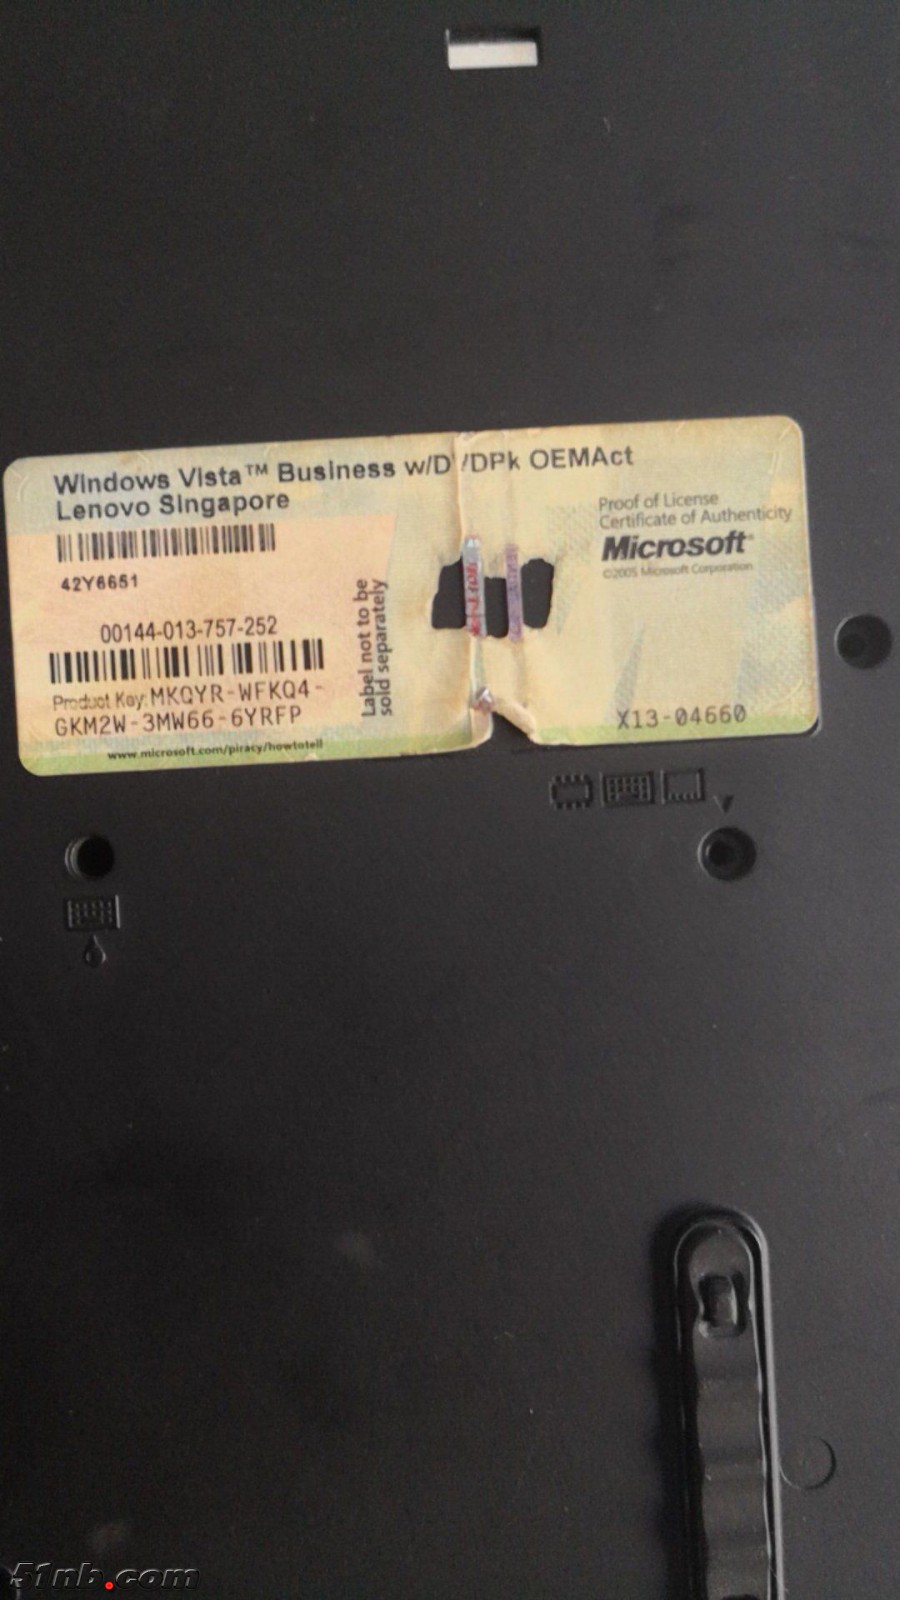 Windows Vista™ Business w/D /DPk OEMAct
Lenovo Singapore
42Y6651
00144-013-757-252
Product Key: MKQYR-WFKQ4-
GKM2W-3MW66-6YRFP
www.microsoft.com/piracy/howtotell
Label not to be
sold separately
Proof of License
Certificate of Authenticity
Microsoft®
©2005 Microsoft Corporation
X13-04660
51nb.com